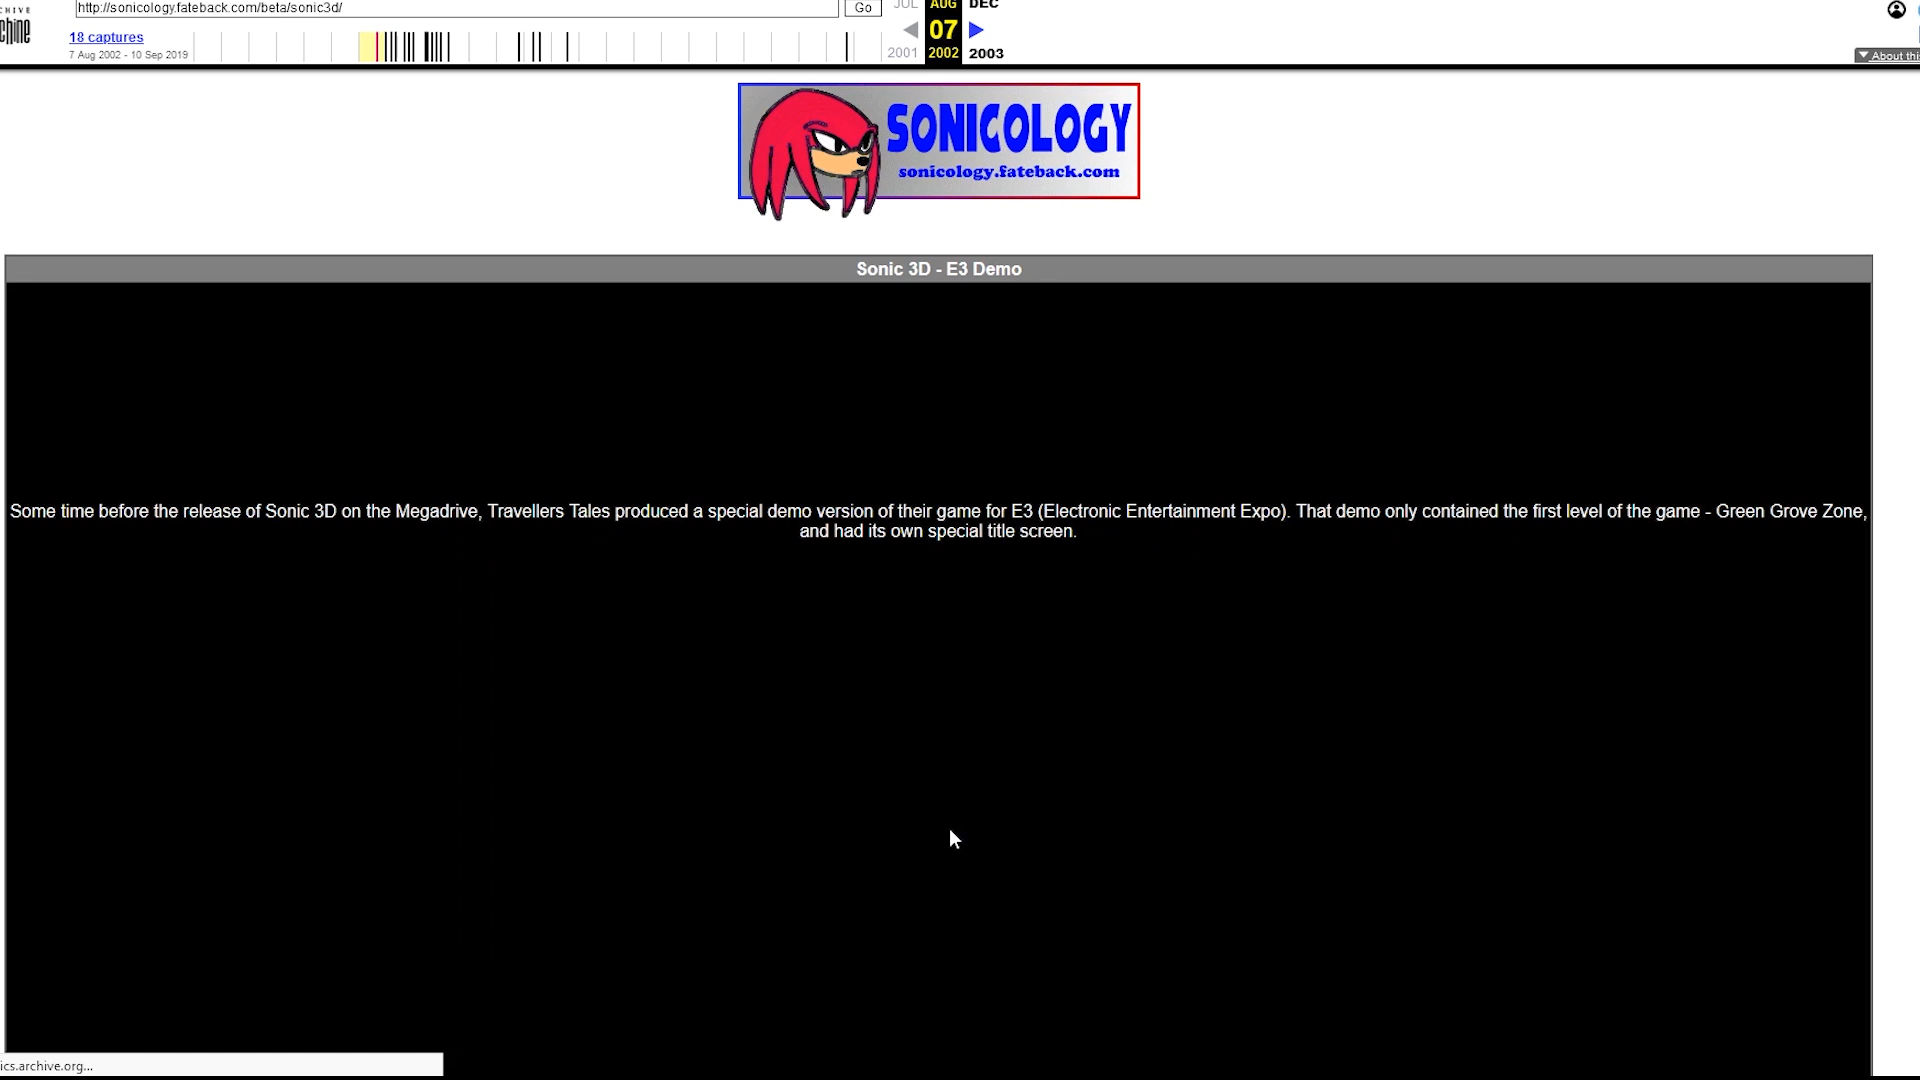 CHIVE
chine
http://sonicology.fateback.com/beta/sonic3d/
Go
JUL
AUG
DEC
18 captures
7 Aug 2002 - 10 Sep 2019
07
2001
2002
2003
About thi
SONICOLOGY
sonicology.fateback.com
Sonic 3D - E3 Demo
Some time before the release of Sonic 3D on the Megadrive, Travellers Tales produced a special demo version of their game for E3 (Electronic Entertainment Expo). That demo only contained the first level of the game - Green Grove Zone,
and had its own special title screen.
ics.archive.org...